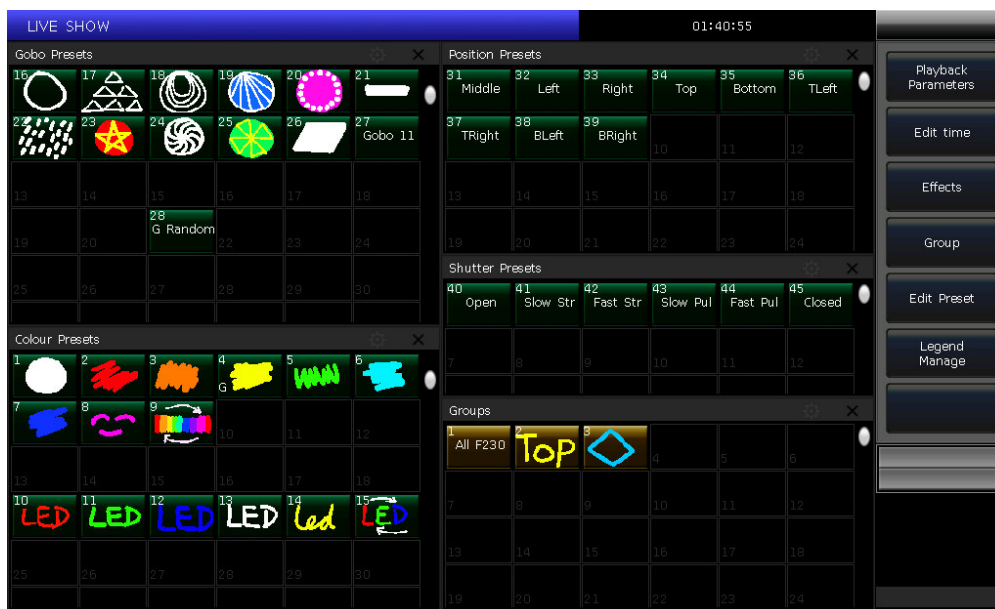 LIVE SHOW
01:40:55
Gobo Presets
16 17 18 19 20 21
22 23 24 25 26 27 Gobo 11
13 14 15 16 17 18
28 G Random
19 20 22 23 24
25 26 27 28 29 30
Colour Presets
1 2 3 4 G 5 6
7 8 9 10 11 12
13 14 15 16 17 18
10 LED 11 LED 12 LED 13 LED 14 Led 15 LED
25 26 27 28 29 30
Position Presets
31 Middle 32 Left 33 Right 34 Top 35 Bottom 36 TLeft
37 TRight 38 BLeft 39 BRight 10 11 12
13 14 15 16 17 18
19 20 21 22 23 24
Shutter Presets
40 Open 41 Slow Str 42 Fast Str 43 Slow Pul 44 Fast Pul 45 Closed
7 8 9 10 11 12
Groups
1 All F230 2 TOP 3 4 5 6
7 8 9 10 11 12
13 14 15 16 17 18
19 20 21 22 23 24
Playback
Parameters
Edit time
Effects
Group
Edit Preset
Legend
Manage